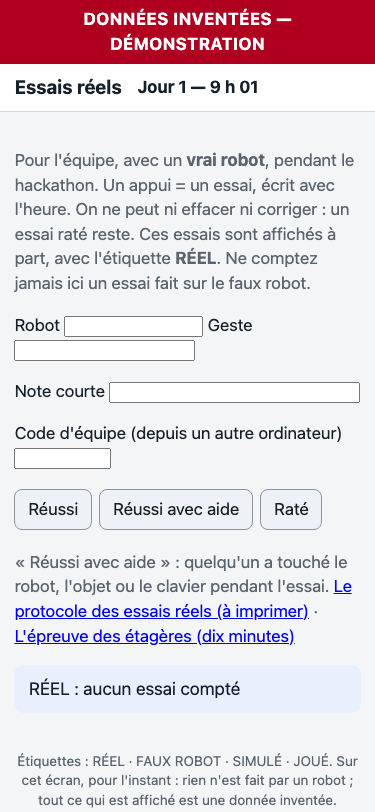 DONNÉES INVENTÉES —
DÉMONSTRATION
Essais réels Jour 1 — 9 h 01
Pour l'équipe, avec un vrai robot, pendant le
hackathon. Un appui = un essai, écrit avec
l'heure. On ne peut ni effacer ni corriger : un
essai raté reste. Ces essais sont affichés à
part, avec l'étiquette RÉEL. Ne comptez
jamais ici un essai fait sur le faux robot.
Robot Geste
Note courte
Code d'équipe (depuis un autre ordinateur)
Réussi Réussi avec aide Raté
« Réussi avec aide » : quelqu'un a touché le
robot, l'objet ou le clavier pendant l'essai. Le
protocole des essais réels (à imprimer) ·
L'épreuve des étagères (dix minutes)
RÉEL : aucun essai compté
Étiquettes : RÉEL · FAUX ROBOT · SIMULÉ · JOUÉ. Sur
cet écran, pour l'instant : rien n'est fait par un robot ;
tout ce qui est affiché est une donnée inventée.